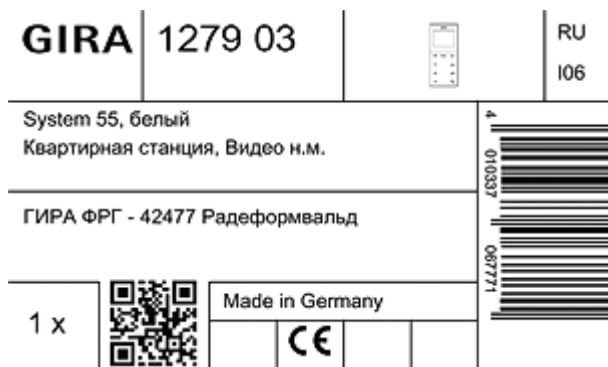 GIRA
1279 03
RU
I06
System 55, белый
Квартирная станция, Видео н.м.
ГИРА ФРГ - 42477 Радеформвальд
4 010337 067771
1 x
Made in Germany
CE